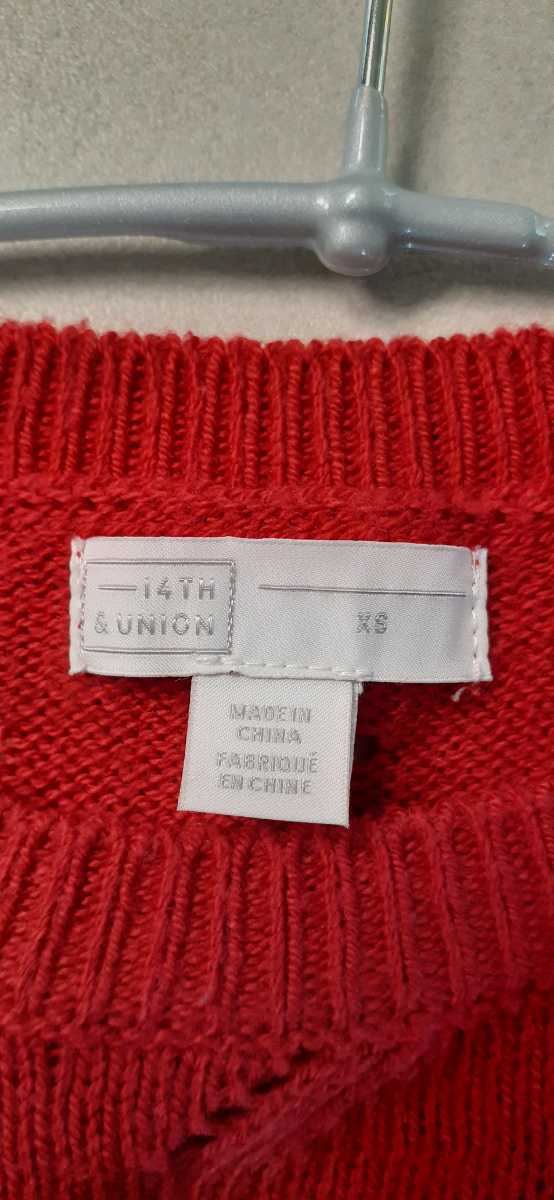 14TH
& UNION
XS
MADE IN
CHINA
FABRIQUÉ
EN CHINE